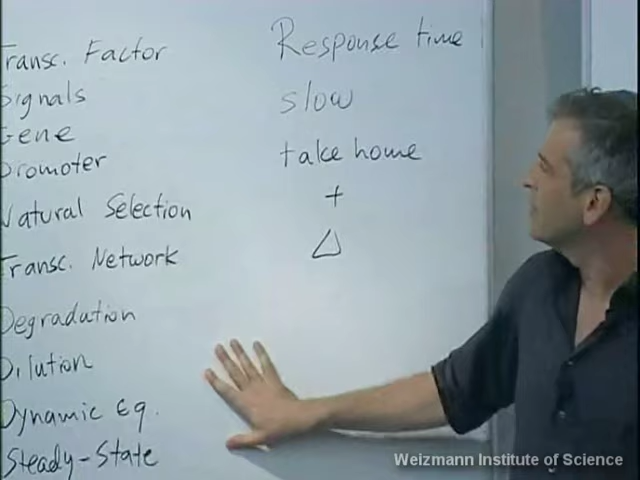 Transc. Factor
Signals
Gene
Promoter
Natural Selection
Transc. Network
Degradution
Dilution
Dynamic Eq.
Steady-State
Response time
slow
take home
+
Δ
Weizmann Institute of Science